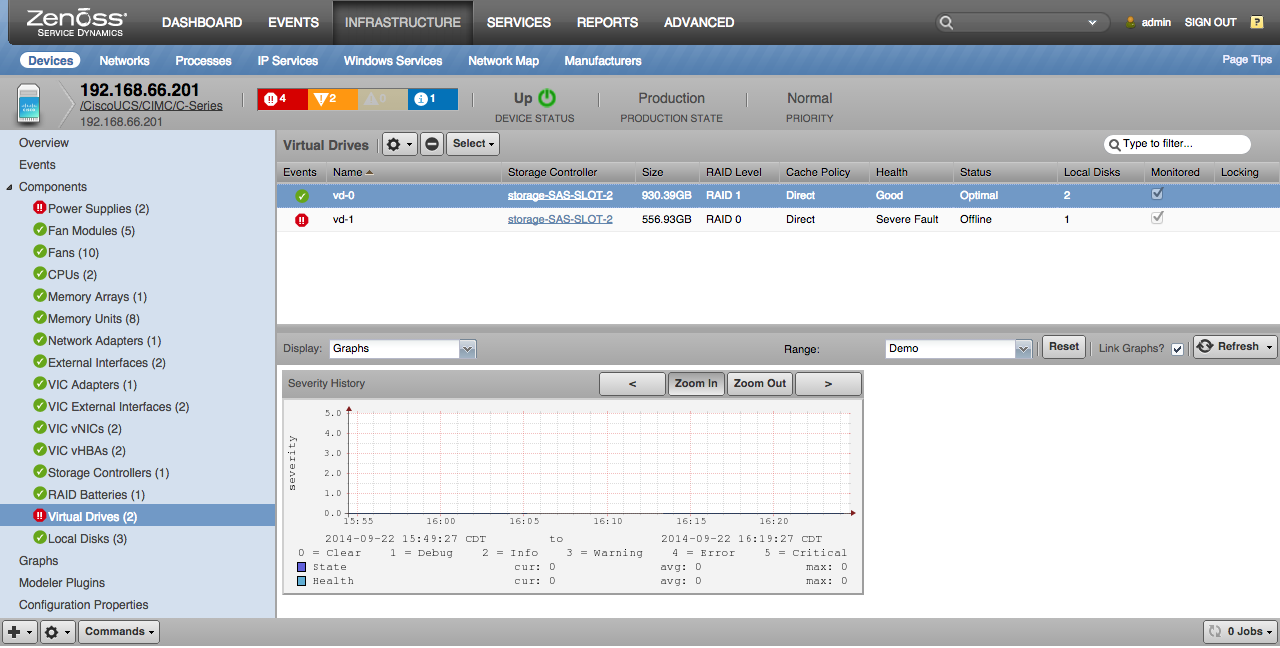 Zenoss DASHBOARD EVENTS INFRASTRUCTURE SERVICES REPORTS ADVANCED admin SIGN OUT ?
SERVICE DYNAMICS
Devices Networks Processes IP Services Windows Services Network Map Manufacturers Page Tips
192.168.66.201
/CiscoUCS/CIMC/C-Series
192.168.66.201
4 2 0 1
Up Production Normal
DEVICE STATUS PRODUCTION STATE PRIORITY
Overview
Events
Components
Power Supplies (2)
Fan Modules (5)
Fans (10)
CPUs (2)
Memory Arrays (1)
Memory Units (8)
Network Adapters (1)
External Interfaces (2)
VIC Adapters (1)
VIC External Interfaces (2)
VIC vNICs (2)
VIC vHBAs (2)
Storage Controllers (1)
RAID Batteries (1)
Virtual Drives (2)
Local Disks (3)
Graphs
Modeler Plugins
Configuration Properties
Virtual Drives Select Type to filter...
Events Name Storage Controller Size RAID Level Cache Policy Health Status Local Disks Monitored Locking
vd-0 storage-SAS-SLOT-2 930.39GB RAID 1 Direct Good Optimal 2
vd-1 storage-SAS-SLOT-2 556.93GB RAID 0 Direct Severe Fault Offline 1
Display: Graphs Range: Demo Reset Link Graphs? Refresh
Severity History < Zoom In Zoom Out >
severity
5.0
4.0
3.0
2.0
1.0
0.0
15:55 16:00 16:05 16:10 16:15 16:20
2014-09-22 15:49:27 CDT to 2014-09-22 16:19:27 CDT
0 = Clear 1 = Debug 2 = Info 3 = Warning 4 = Error 5 = Critical
State cur: 0 avg: 0 max: 0
Health cur: 0 avg: 0 max: 0
Commands 0 Jobs